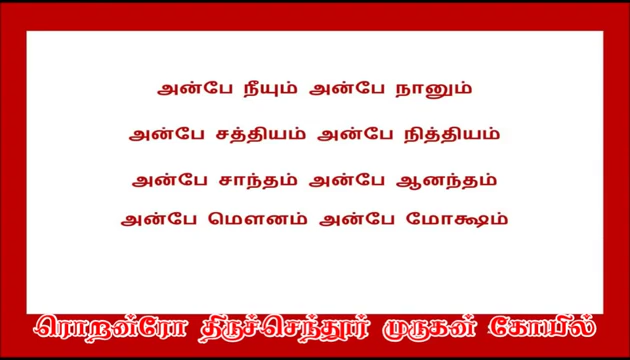 அன்பே நீயும் அன்பே நானும்
அன்பே சத்தியம் அன்பே நித்தியம்
அன்பே சாந்தம் அன்பே ஆனந்தம்
அன்பே மௌனம் அன்பே மோக்ஷம்
ரொறன்ரோ திருச்செந்தூர் முருகன் கோயில்